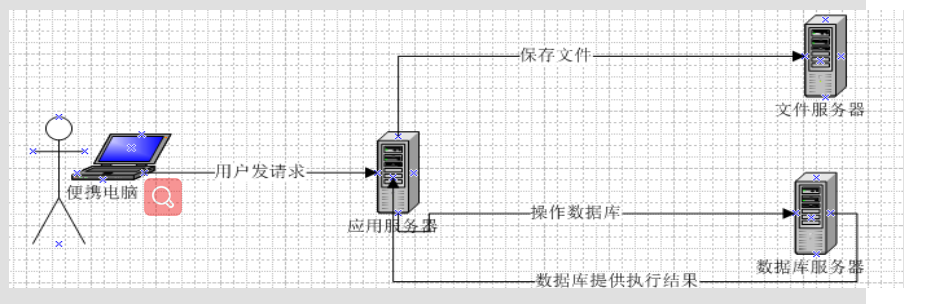 保存文件
文件服务器
用户发请求
便携电脑
应用服务器
操作数据库
数据库服务器
数据库提供执行结果